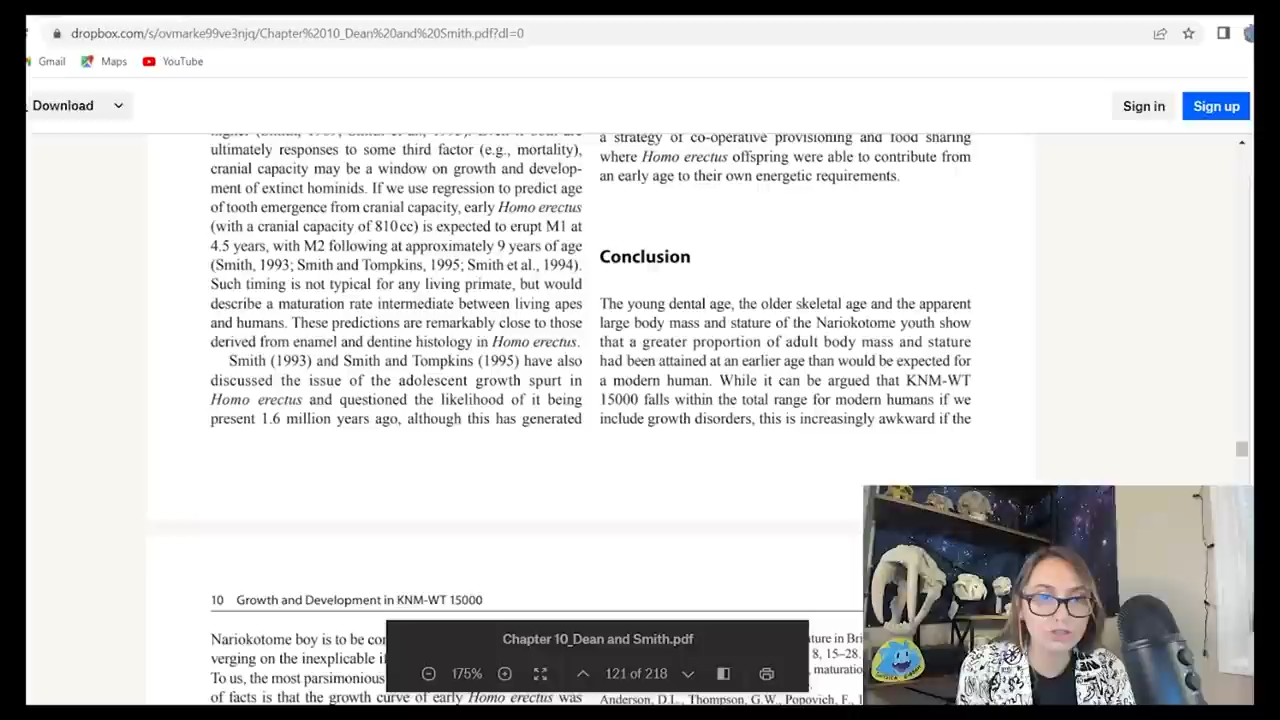 dropbox.com/s/ovmarke99ve3njq/Chapter%2010_Dean%20and%20Smith.pdf?dl=0
Gmail Maps YouTube
Download
Sign in Sign up
ultimately responses to some third factor (e.g., mortality),
cranial capacity may be a window on growth and develop-
ment of extinct hominids. If we use regression to predict age
of tooth emergence from cranial capacity, early Homo erectus
(with a cranial capacity of 810 cc) is expected to erupt M1 at
4.5 years, with M2 following at approximately 9 years of age
(Smith, 1993; Smith and Tompkins, 1995; Smith et al., 1994).
Such timing is not typical for any living primate, but would
describe a maturation rate intermediate between living apes
and humans. These predictions are remarkably close to those
derived from enamel and dentine histology in Homo erectus.
Smith (1993) and Smith and Tompkins (1995) have also
discussed the issue of the adolescent growth spurt in
Homo erectus and questioned the likelihood of it being
present 1.6 million years ago, although this has generated
a strategy of co-operative provisioning and food sharing
where Homo erectus offspring were able to contribute from
an early age to their own energetic requirements.
Conclusion
The young dental age, the older skeletal age and the apparent
large body mass and stature of the Nariokotome youth show
that a greater proportion of adult body mass and stature
had been attained at an earlier age than would be expected for
a modern human. While it can be argued that KNM-WT
15000 falls within the total range for modern humans if we
include growth disorders, this is increasingly awkward if the
10 Growth and Development in KNM-WT 15000
Nariokotome boy is to be con
verging on the inexplicable i
To us, the most parsimonious
of facts is that the growth curve of early Homo erectus was
ture in Bri
8, 15–28.
maturatio
Anderson, D.L., Thompson, G.W., Popovich, F., 1
Chapter 10_Dean and Smith.pdf
175% 121 of 218